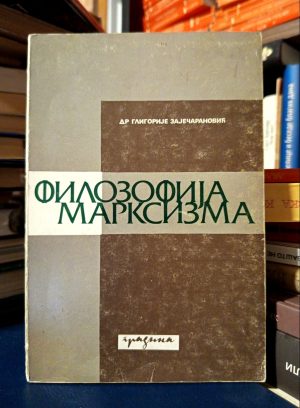 ДР ГЛИГОРИЈЕ ЗАЈЕЧАРАНОВИЋ
ФИЛОЗОФИЈА
МАРКСИЗМА
градина